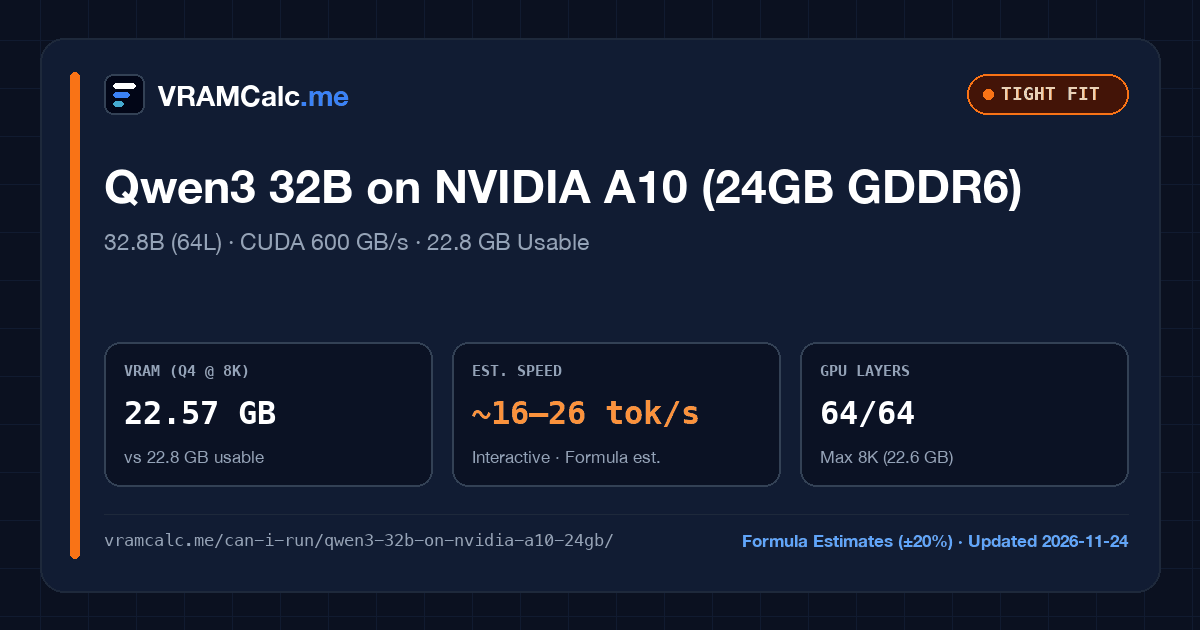 VRAMCalc.me
TIGHT FIT
Qwen3 32B on NVIDIA A10 (24GB GDDR6)
32.8B (64L) · CUDA 600 GB/s · 22.8 GB Usable
VRAM (Q4 @ 8K)
22.57 GB
vs 22.8 GB usable
EST. SPEED
~16–26 tok/s
Interactive · Formula est.
GPU LAYERS
64/64
Max 8K (22.6 GB)
vramcalc.me/can-i-run/qwen3-32b-on-nvidia-a10-24gb/
Formula Estimates (±20%) · Updated 2026-11-24